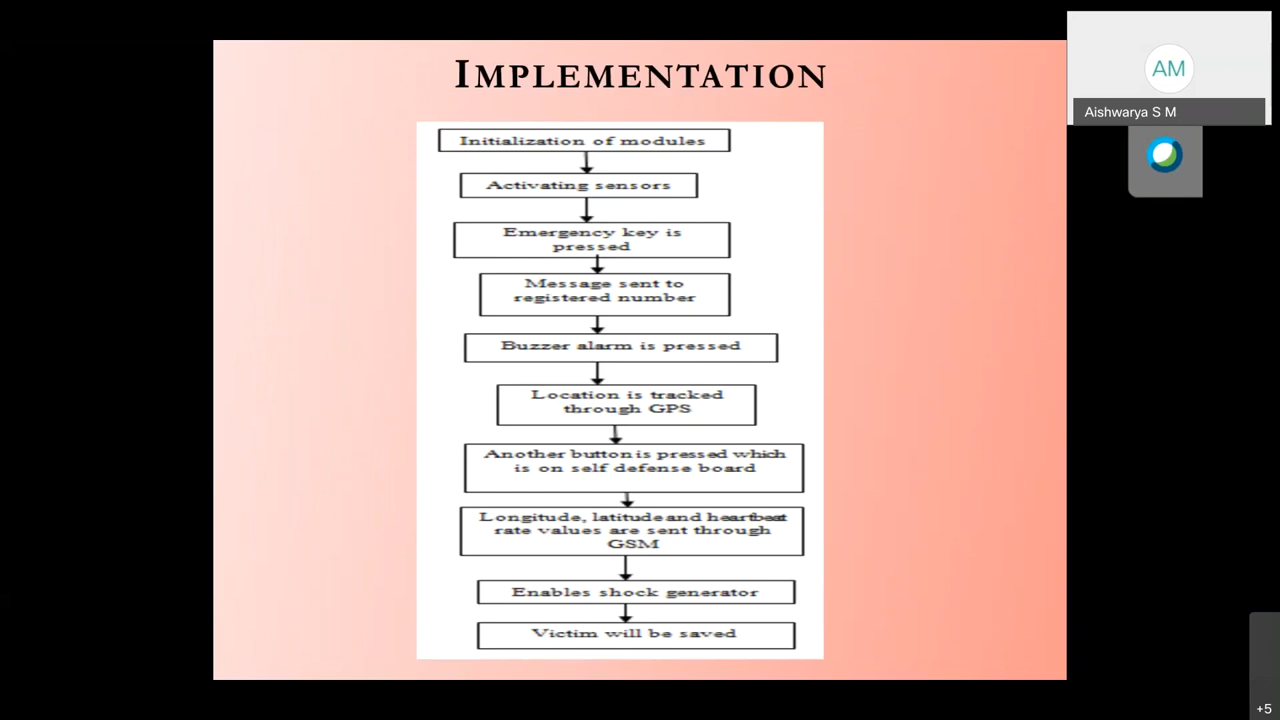 IMPLEMENTATION
AM
Aishwarya S M
Initialization of modules
Activating sensors
Emergency key is
pressed
Message sent to
registered number
Buzzer alarm is pressed
Location is tracked
through GPS
Another button is pressed which
is on self defense board
Longitude, latitude and heartbeat
rate values are sent through
GSM
Enables shock generator
Victim will be saved
+5